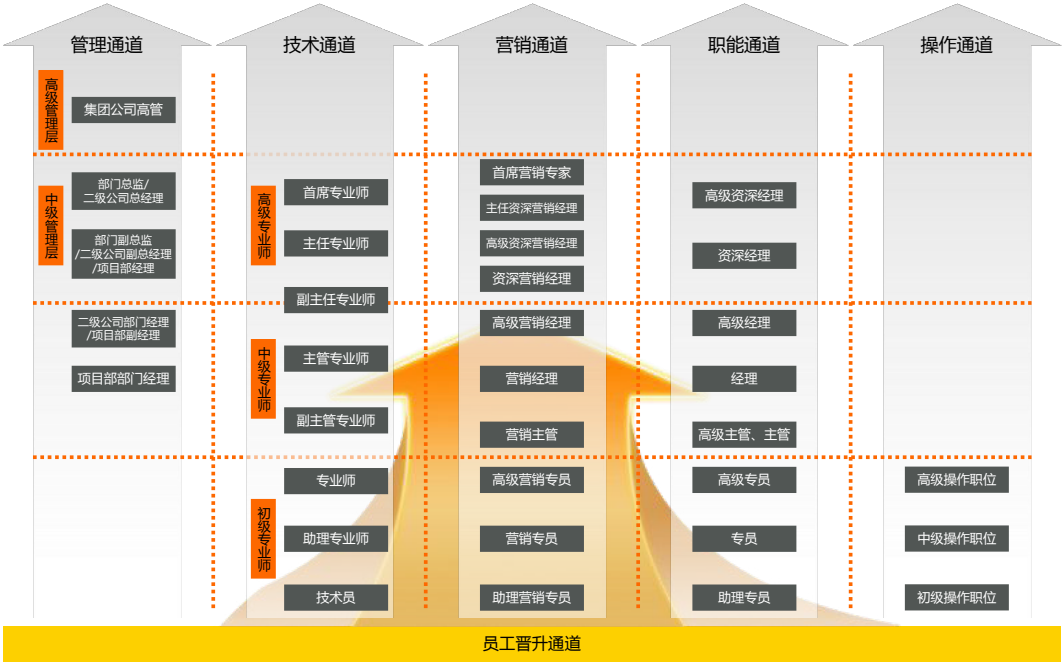 管理通道
技术通道
营销通道
职能通道
操作通道
高级管理层
集团公司高管
中级管理层
部门总监/
二级公司总经理
部门副总监
/二级公司副总经理
/项目部经理
二级公司部门经理
/项目部副经理
项目部部门经理
高级专业师
首席专业师
主任专业师
副主任专业师
中级专业师
主管专业师
副主管专业师
初级专业师
专业师
助理专业师
技术员
首席营销专家
主任资深营销经理
高级资深营销经理
资深营销经理
高级营销经理
营销经理
营销主管
高级营销专员
营销专员
助理营销专员
高级资深经理
资深经理
高级经理
经理
高级主管、主管
高级专员
专员
助理专员
高级操作职位
中级操作职位
初级操作职位
员工晋升通道